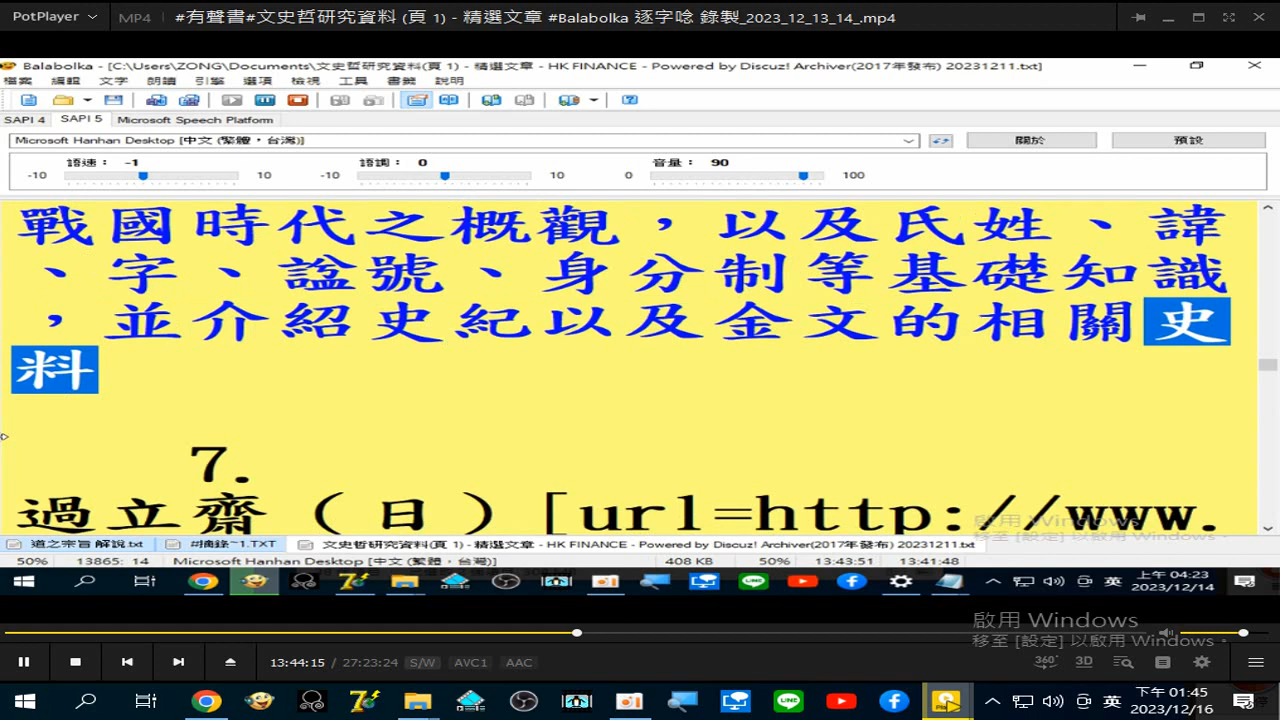 PotPlayer
MP4
#有聲書#文史哲研究資料 (頁 1) - 精選文章 #Balabolka 逐字唸 錄製_2023_12_13_14_.mp4
Balabolka - [C:\Users\ZONG\Documents\文史哲研究資料(頁 1) - 精選文章 - HK FINANCE - Powered by Discuz! Archiver(2017年發布) 20231211.txt]
檔案 編輯 文字 朗讀 引擎 選項 檢視 工具 書籤 說明
SAPI 4 SAPI 5 Microsoft Speech Platform
Microsoft Hanhan Desktop [中文 (繁體，台灣)]
關於
預設
語速： -1
語調： 0
音量： 90
-10 10 -10 10 0 100
戰國時代之概觀，以及氏姓、諱
、字、諡號、身分制等基礎知識
，並介紹史紀以及金文的相關史
料
7.
過立齋（日）[url=http://www.
道之宗旨 解說.txt
#摘錄~1.TXT
文史哲研究資料(頁 1) - 精選文章 - HK FINANCE - Powered by Discuz! Archiver(2017年發布) 20231211.txt
50% 13865: 14 Microsoft Hanhan Desktop [中文 (繁體，台灣)] 408 KB 50% 13:43:51 13:41:48
英
上午 04:23
2023/12/14
啟用 Windows
移至 [設定] 以啟用 Windows。
啟用 Windows
移至 [設定] 以啟用 Windows。
13:44:15 / 27:23:24 S/W AVC1 AAC
360° 3D
英
下午 01:45
2023/12/16